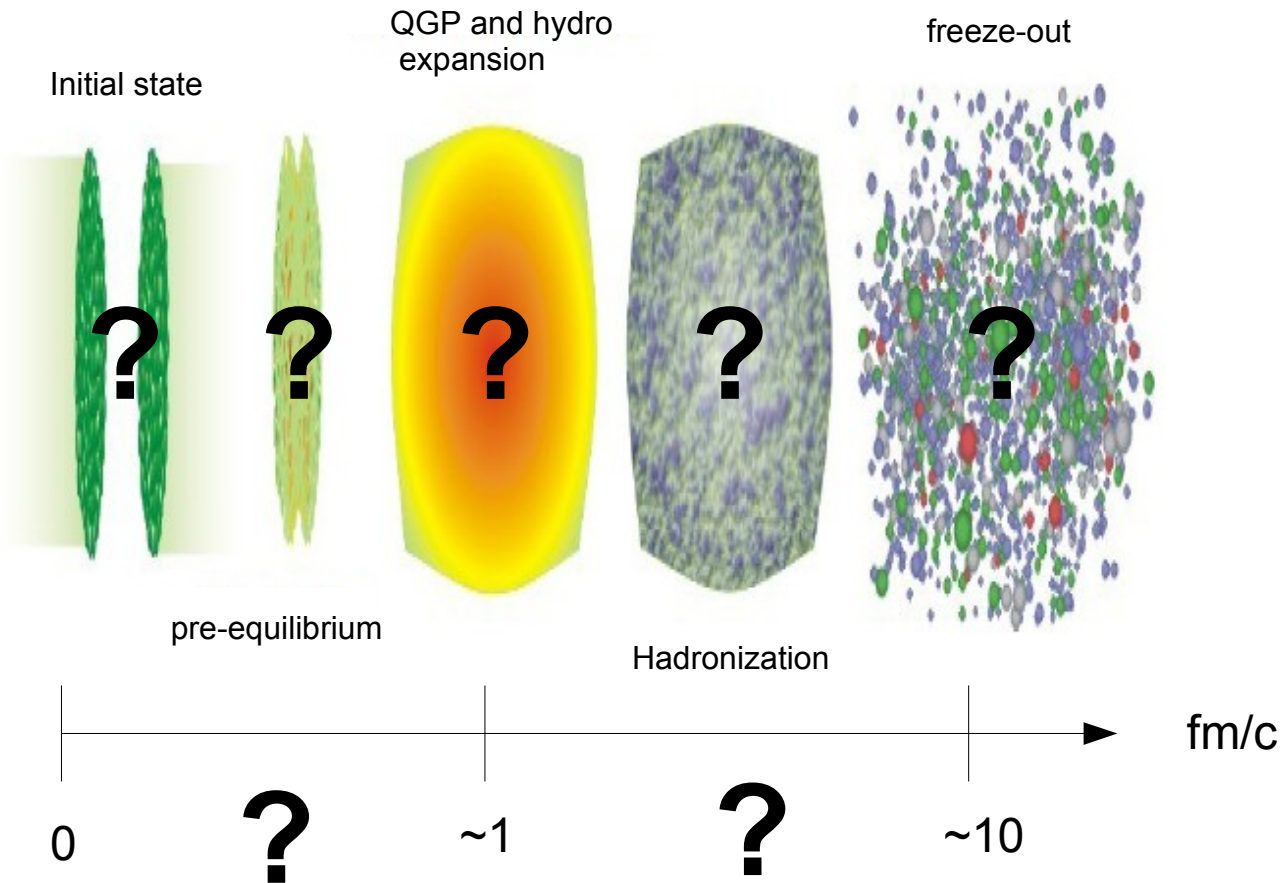 QGP and hydro
expansion
freeze-out
Initial state
? ? ? ? ?
pre-equilibrium
Hadronization
fm/c
0 ? ~1 ? ~10